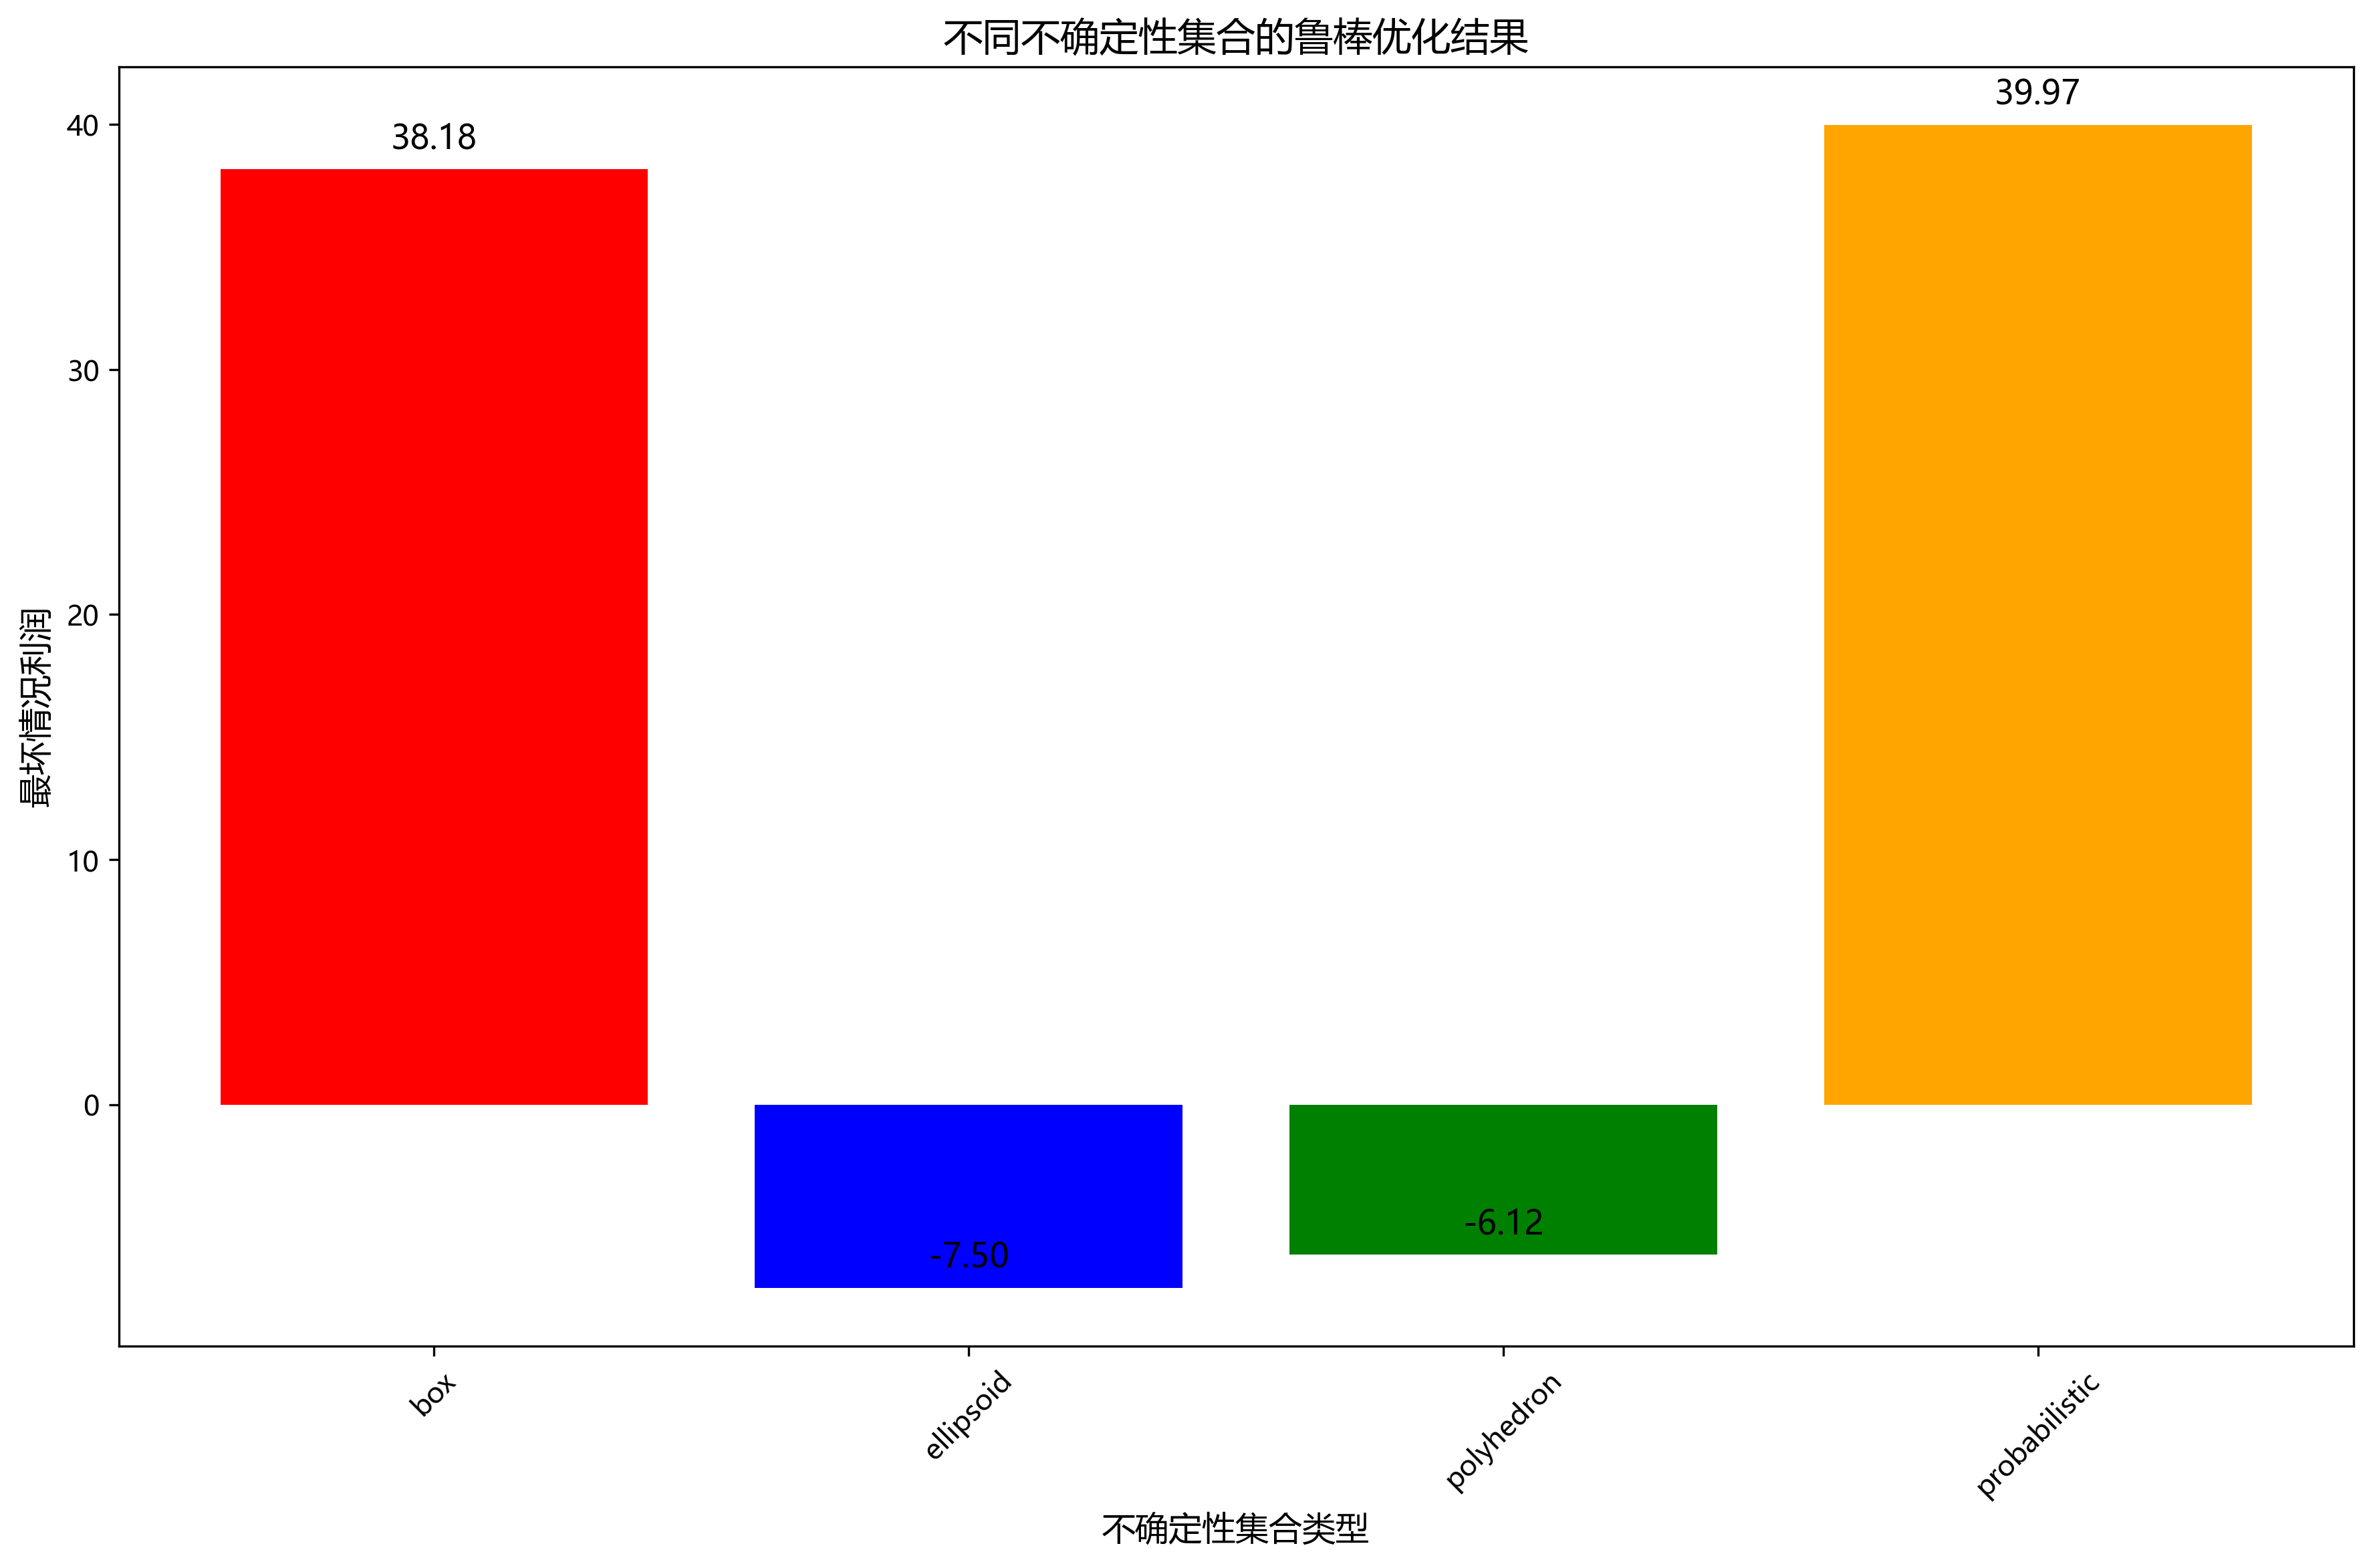 不同不确定性集合的鲁棒优化结果
最坏情况利润
40
30
20
10
0
38.18
-7.50
-6.12
39.97
box
ellipsoid
polyhedron
probabilistic
不确定性集合类型